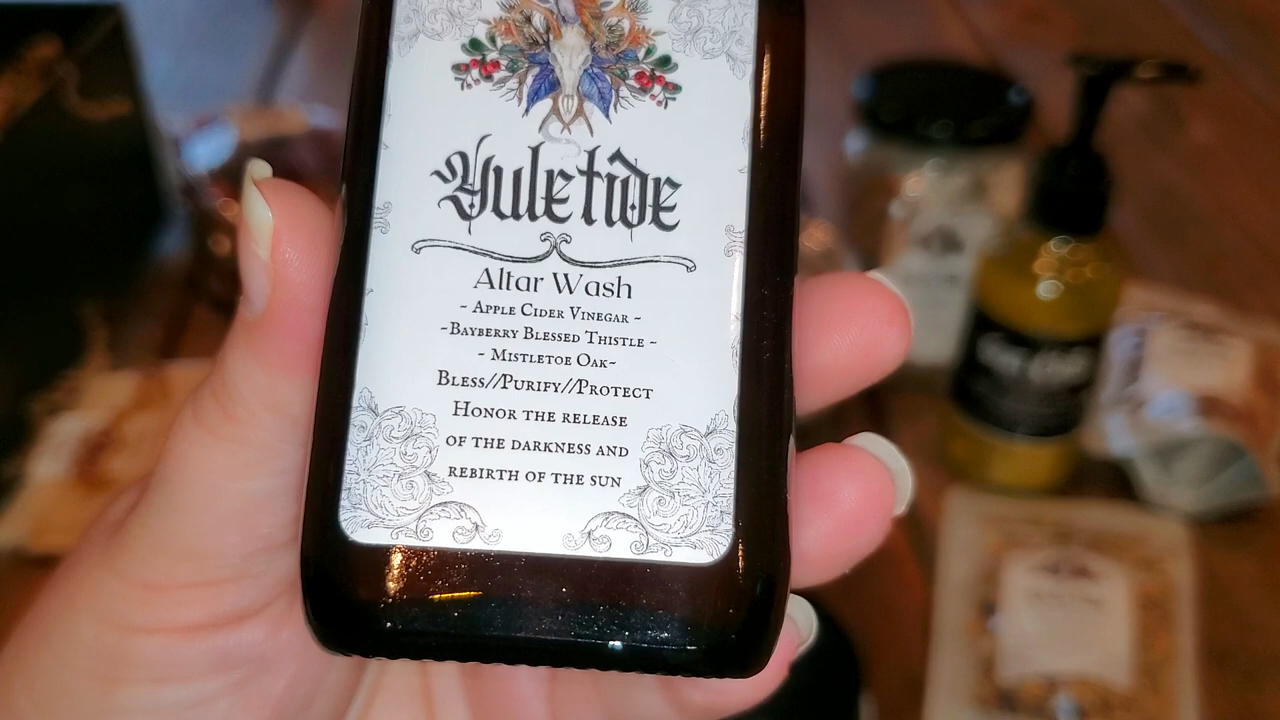 Yuletide
Altar Wash
~ Apple Cider Vinegar ~
~Bayberry Blessed Thistle ~
~ Mistletoe Oak~
Bless//Purify//Protect
Honor the release
of the darkness and
rebirth of the sun